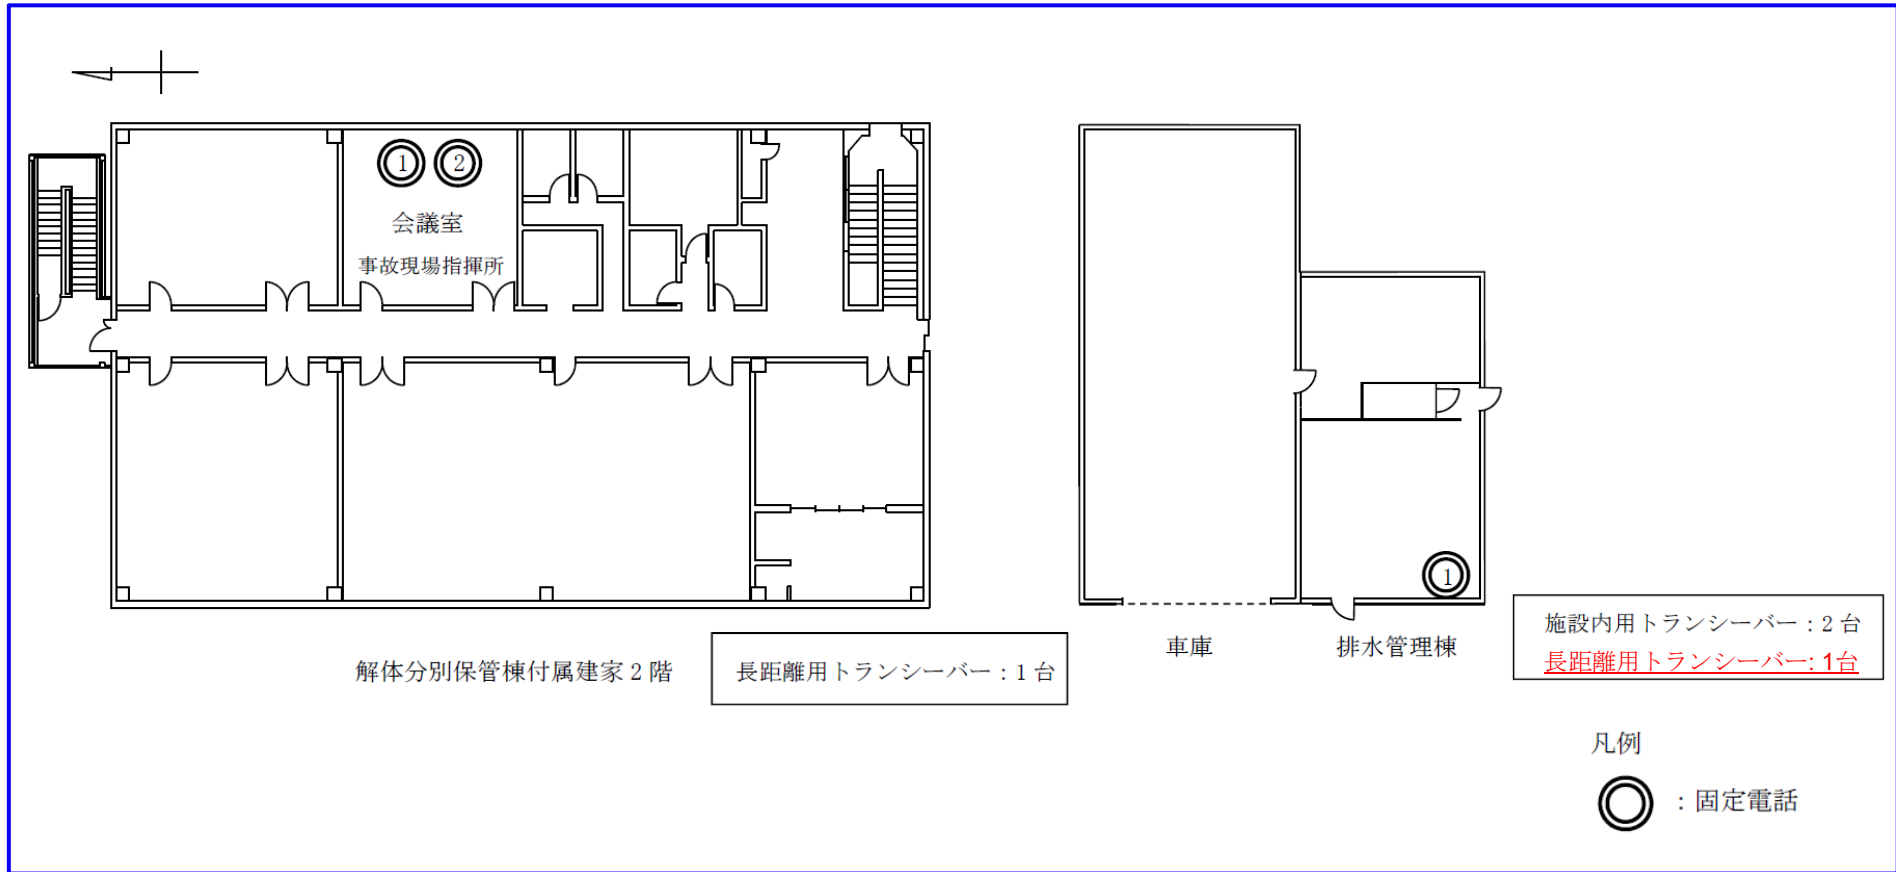 1
2
会議室
事故現場指揮所
1
解体分別保管棟付属建家2階
長距離用トランシーバー：1台
車庫
排水管理棟
施設内用トランシーバー：2台
長距離用トランシーバー: 1台
凡例
：固定電話